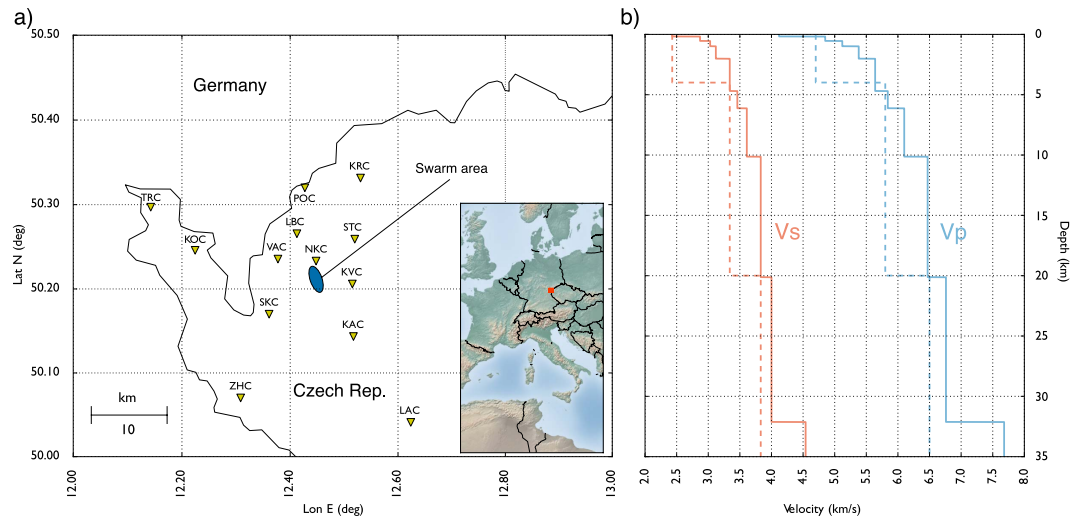 a)
50.50
50.40
50.30
50.20
50.10
50.00
Lat N (deg)
Germany
KRC
Swarm area
POC
TRC
LBC
STC
KOC
VAC
NKC
KVC
SKC
KAC
ZHC
Czech Rep.
LAC
km
10
12.00
12.20
12.40
12.60
12.80
13.00
Lon E (deg)
b)
Vs
Vp
0
5
10
15
20
25
30
35
Depth (km)
2.0
2.5
3.0
3.5
4.0
4.5
5.0
5.5
6.0
6.5
7.0
7.5
8.0
Velocity (km/s)